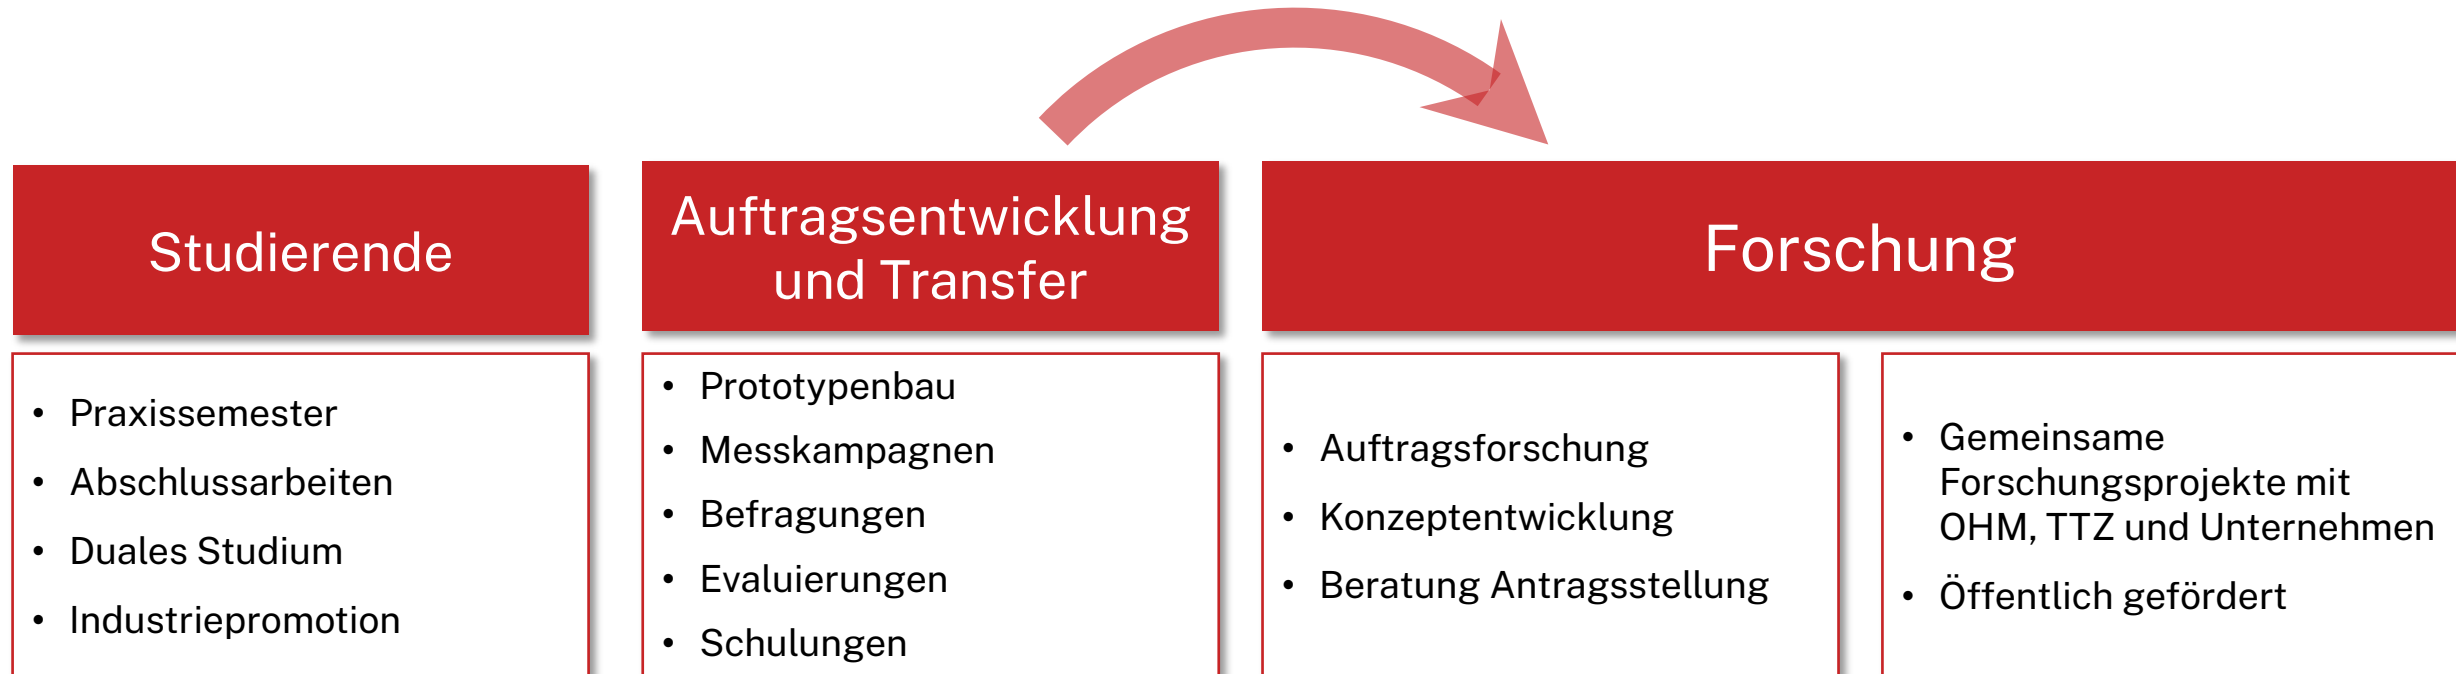 Studierende
Auftragsentwicklung
und Transfer
Forschung
• Praxissemester
• Abschlussarbeiten
• Duales Studium
• Industriepromotion
• Prototypenbau
• Messkampagnen
• Befragungen
• Evaluierungen
• Schulungen
• Auftragsforschung
• Konzeptentwicklung
• Beratung Antragsstellung
• Gemeinsame
Forschungsprojekte mit
OHM, TTZ und Unternehmen
• Öffentlich gefördert